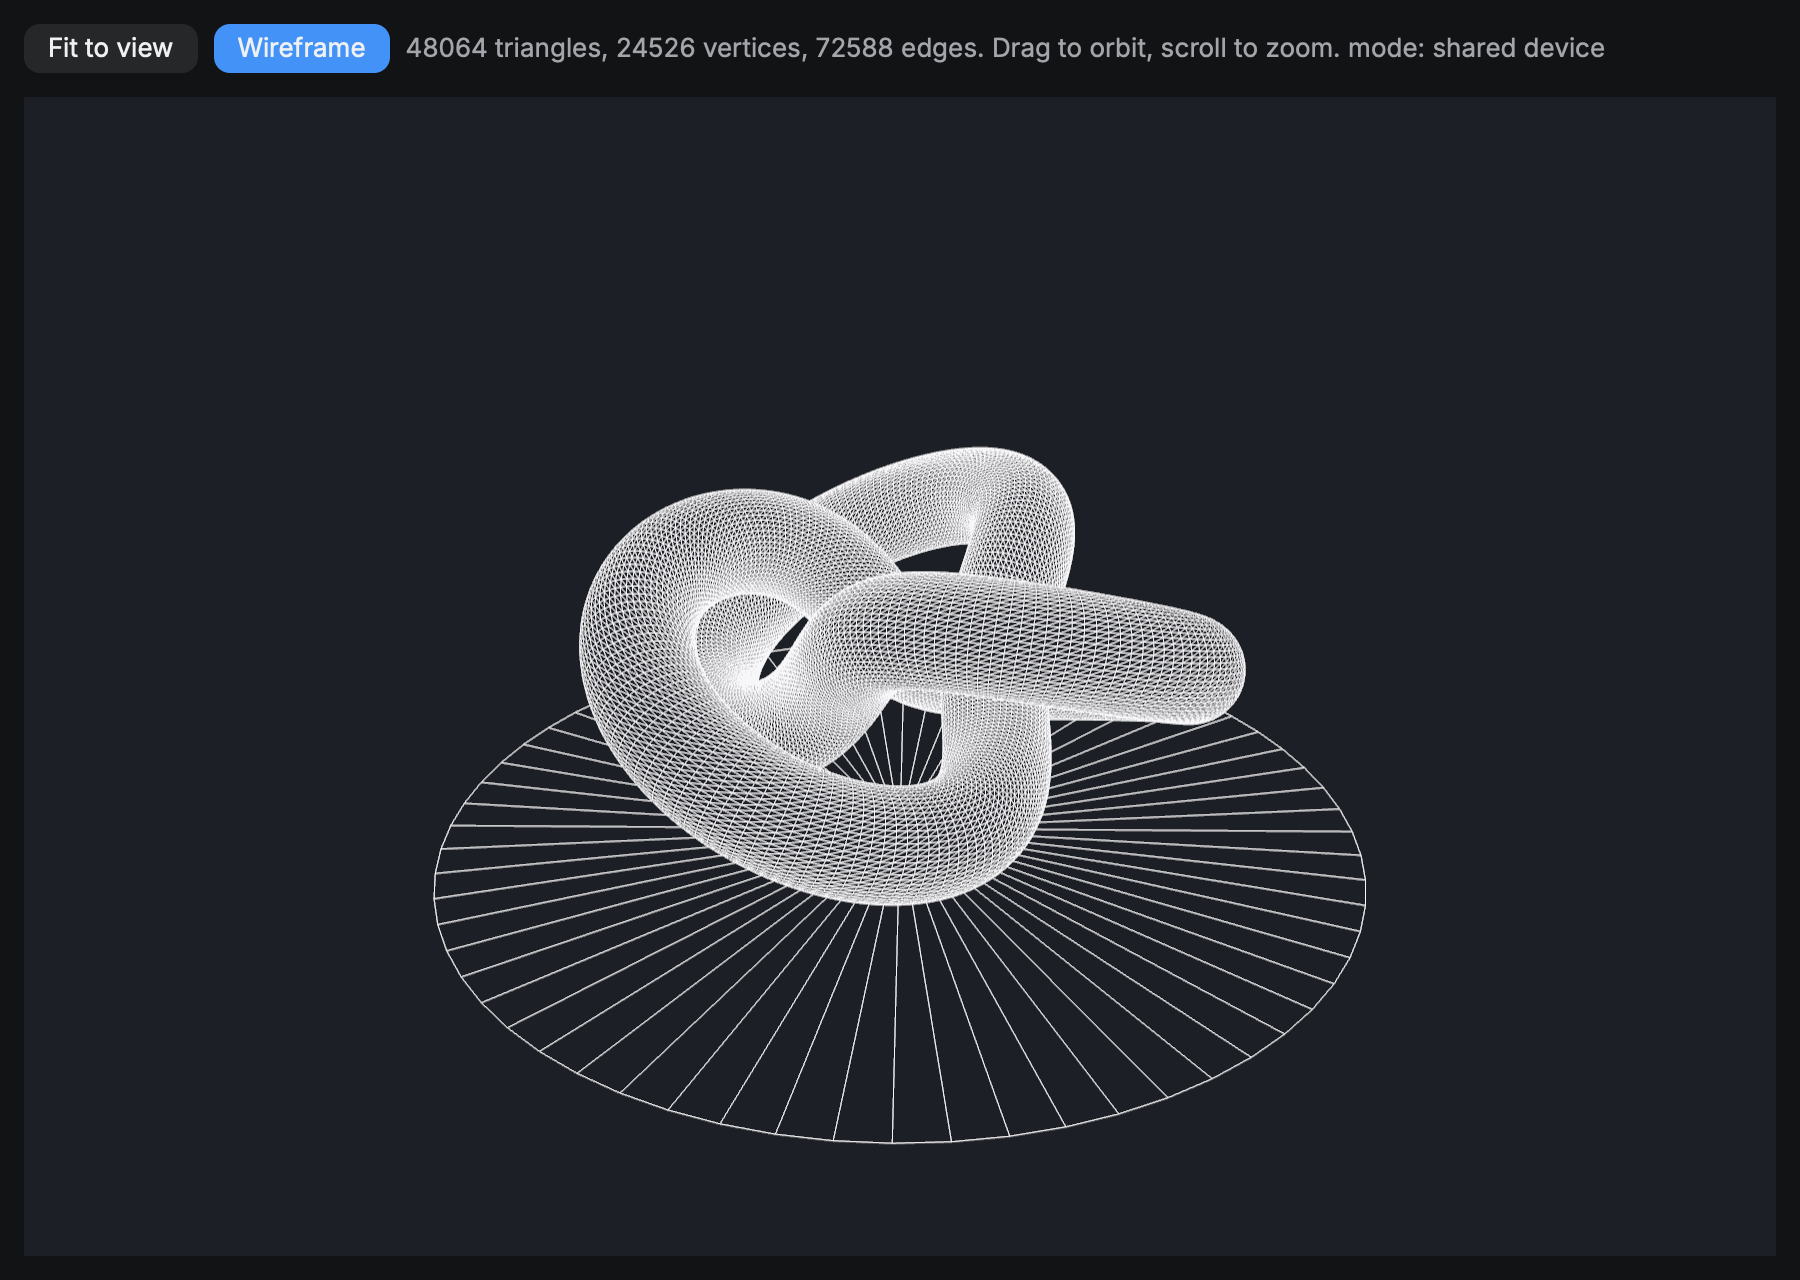 Fit to view Wireframe 48064 triangles, 24526 vertices, 72588 edges. Drag to orbit, scroll to zoom. mode: shared device